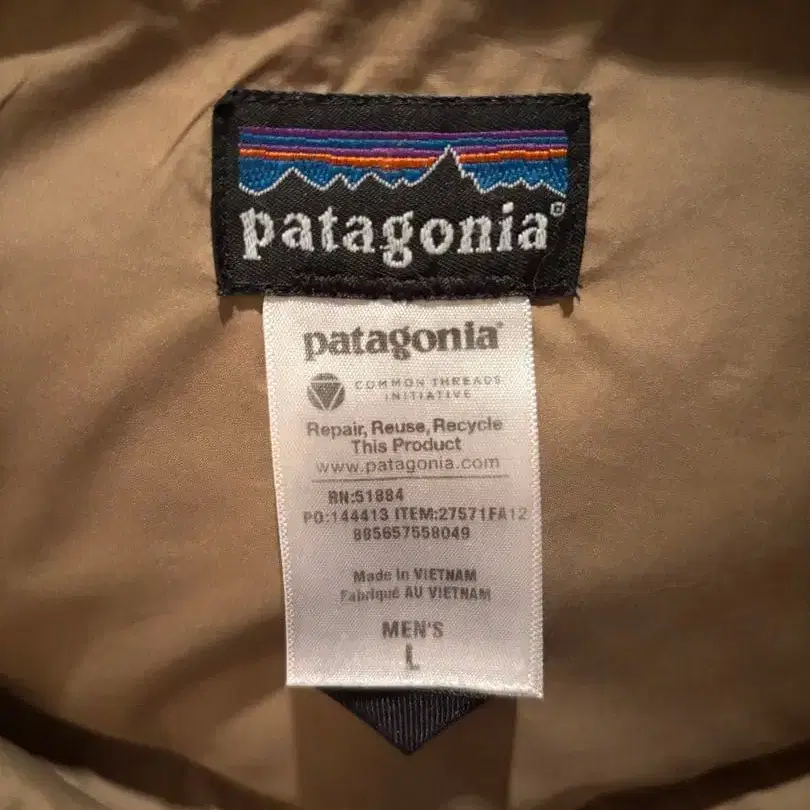 patagonia®
patagonia®
COMMON THREADS
INITIATIVE
Repair, Reuse, Recycle
This Product
www.patagonia.com
RN:51884
PO:144413 ITEM:27571FA12
885657558049
Made in VIETNAM
Fabriqué AU VIETNAM
MEN'S
L